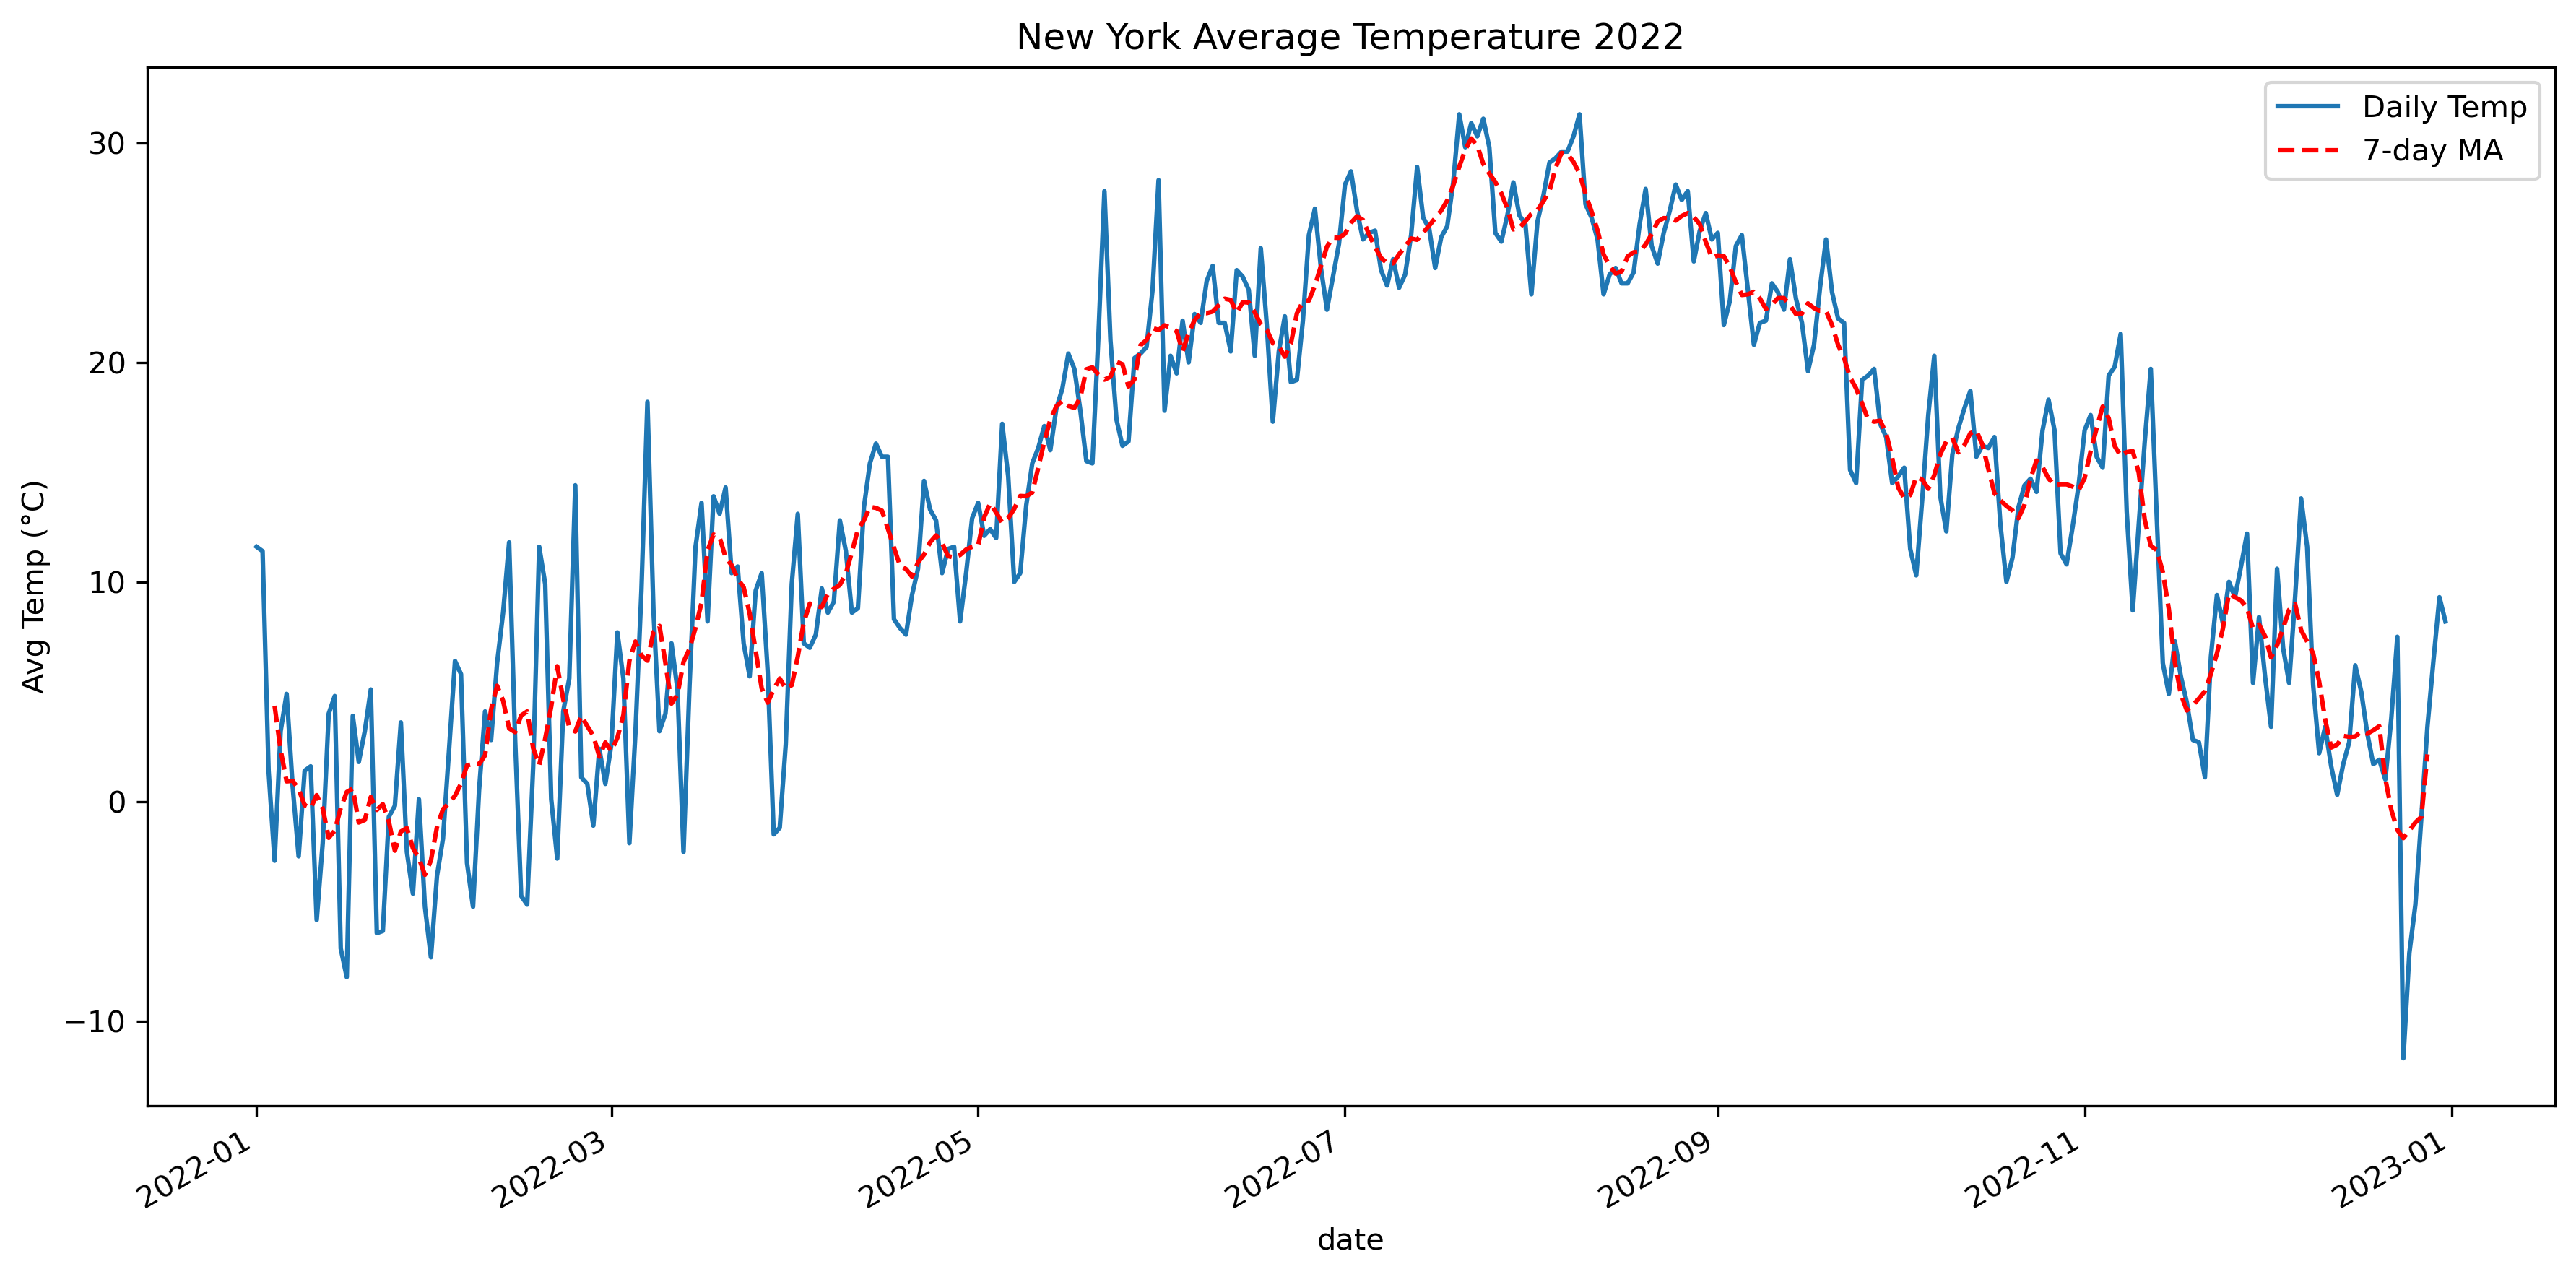 New York Average Temperature 2022
Daily Temp
7-day MA
Avg Temp (°C)
30
20
10
0
−10
2022-01
2022-03
2022-05
2022-07
2022-09
2022-11
2023-01
date